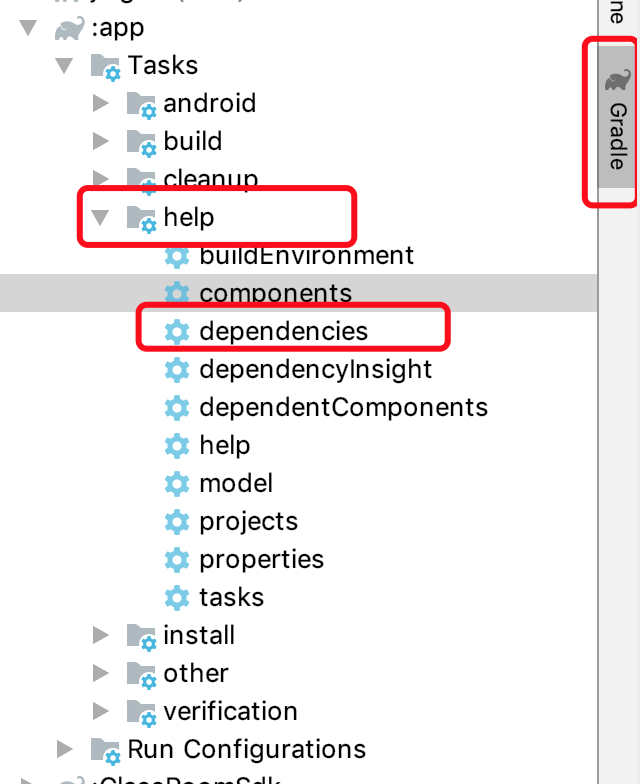 :app
Tasks
android
build
cleanup
help
buildEnvironment
components
dependencies
dependencyInsight
dependentComponents
help
model
projects
properties
tasks
install
other
verification
Run Configurations
:ClassRoomSdk
ne
Gradle